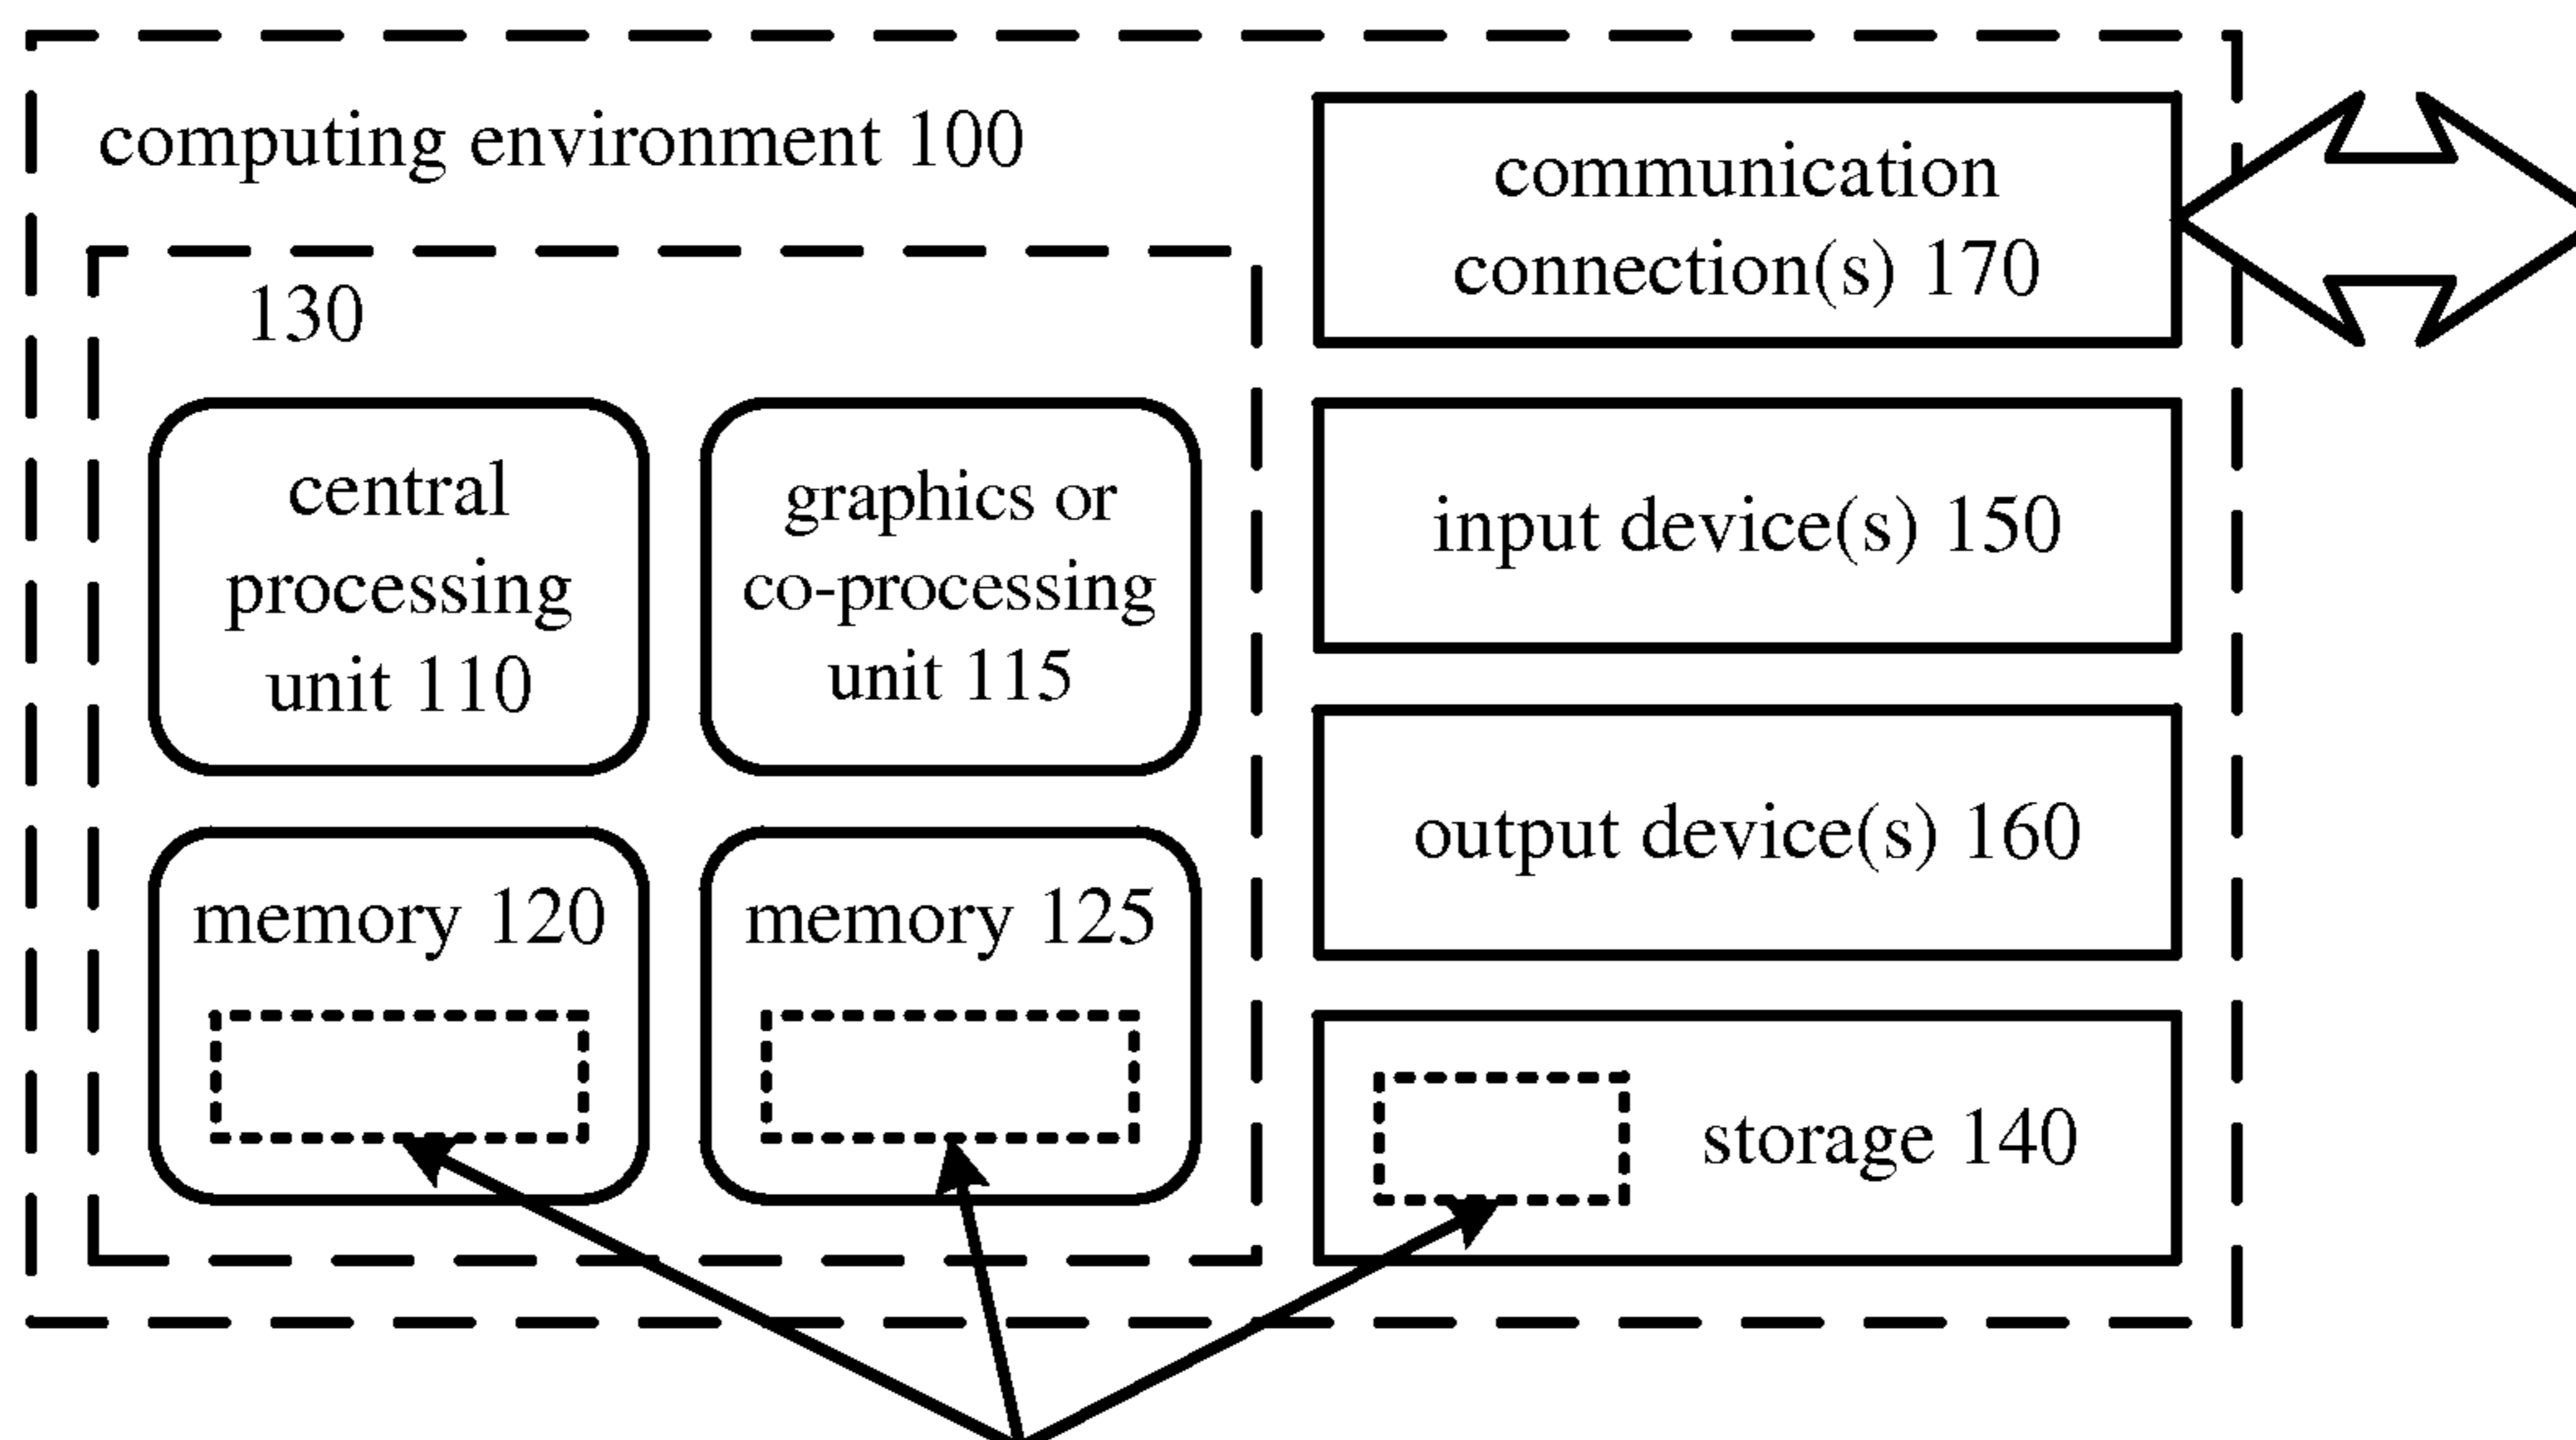 computing environment 100
130
central
processing
unit 110
graphics or
co-processing
unit 115
memory 120
memory 125
communication
connection(s) 170
input device(s) 150
output device(s) 160
storage 140